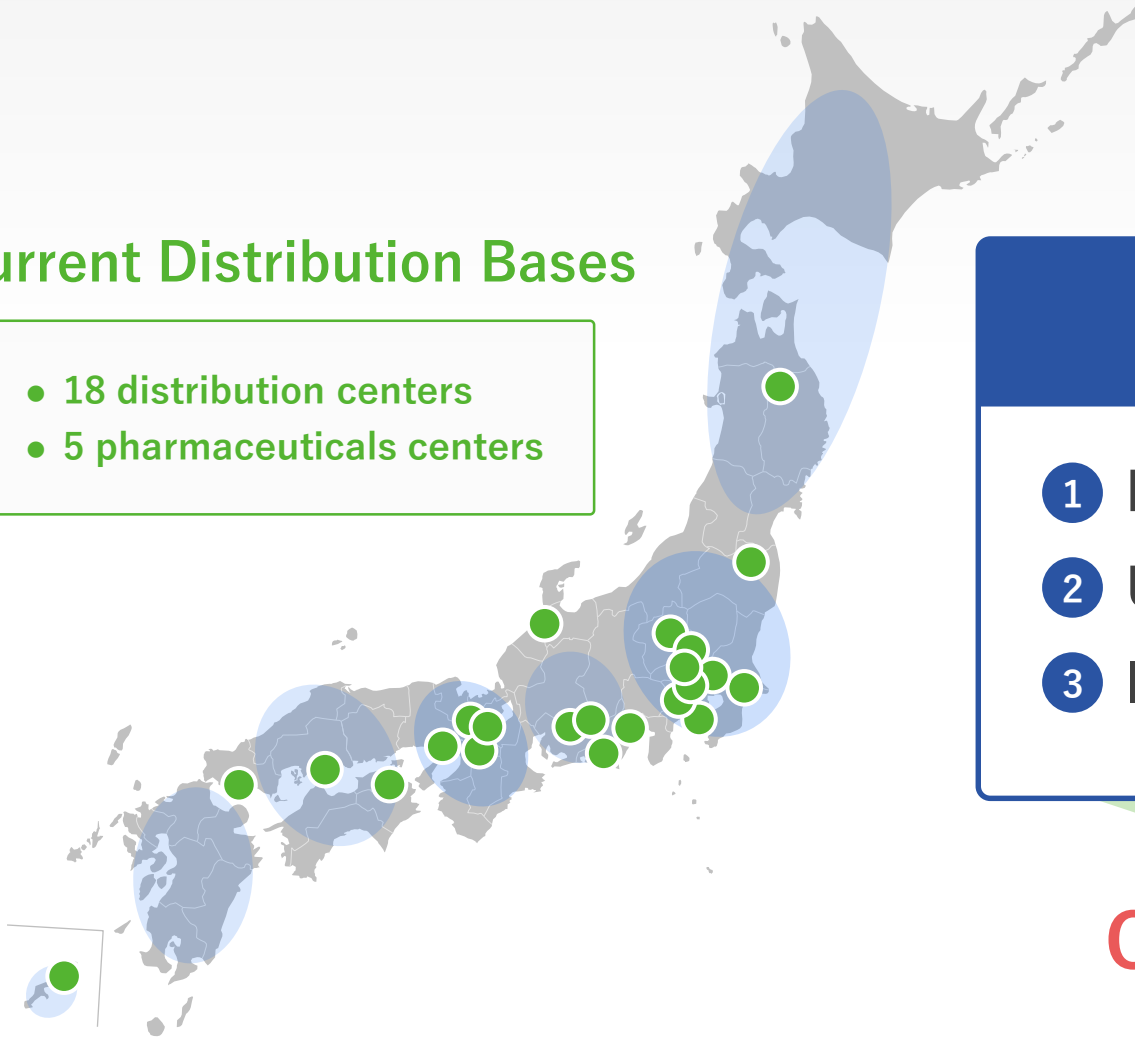 urrent Distribution Bases
● 18 distribution centers
● 5 pharmaceuticals centers
1
2
3